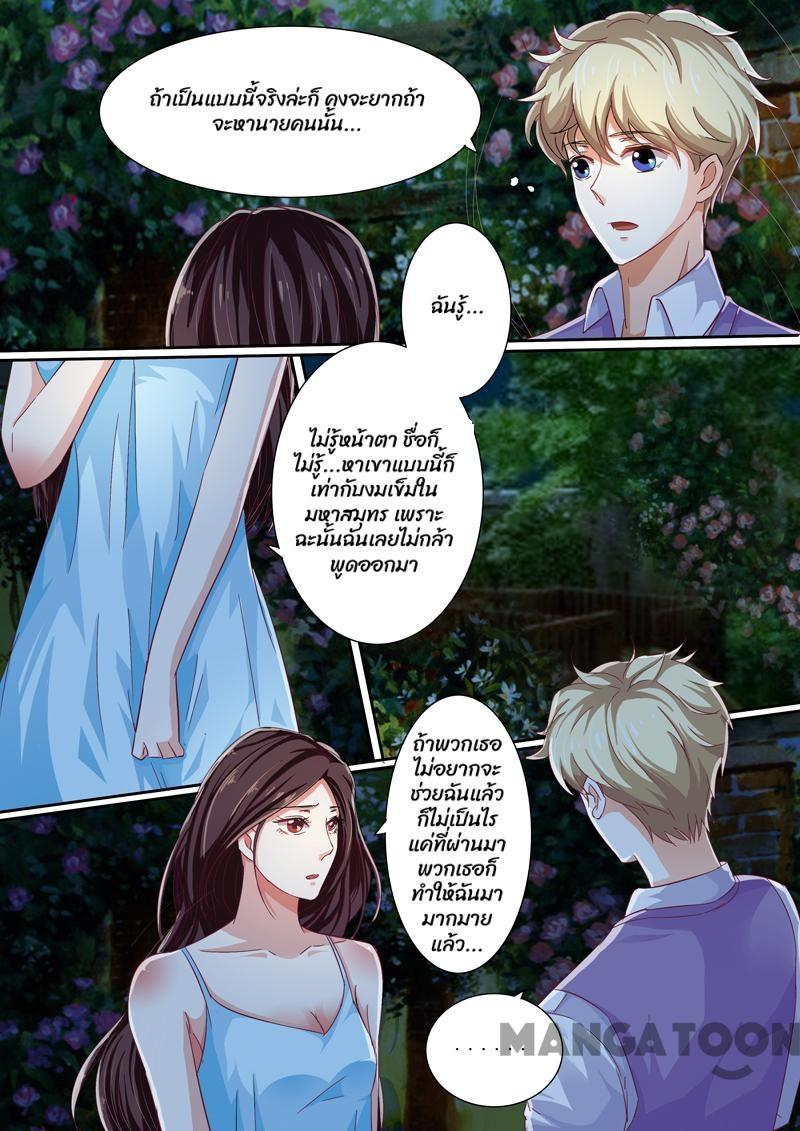 ถ้าเป็นแบบนี้จริงล่ะก็ คงจะยากถ้า
จะหานายคนนั้น...
ฉันรู้...
ไม่รู้หน้าตา ชื่อก็
ไม่รู้...หาเขาแบบนี้ก็
เท่ากับงมเข็มใน
มหาสมุทร เพราะ
ฉะนั้นฉันเลยไม่กล้า
พูดออกมา
ถ้าพวกเธอ
ไม่อยากจะ
ช่วยฉันแล้ว
ก็ไม่เป็นไร
แค่ที่ผ่านมา
พวกเธอก็
ทำให้ฉันมา
มากมาย
แล้ว...
......
MANGA TOON